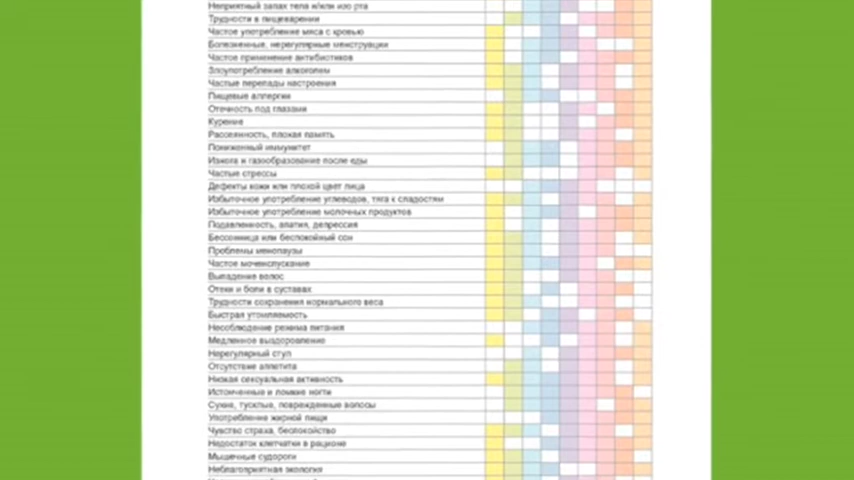 Неприятный запах тела и/или изо рта
Трудности в пищеварении
Частое употребление мяса с кровью
Болезненные, нерегулярные менструации
Частое применение антибиотиков
Злоупотребление алкоголем
Частые перепады настроения
Пищевые аллергии
Отечность под глазами
Курение
Рассеянность, плохая память
Пониженный иммунитет
Изжога и газообразование после еды
Частые стрессы
Дефекты кожи или плохой цвет лица
Избыточное употребление углеводов, тяга к сладостям
Избыточное употребление молочных продуктов
Подавленность, апатия, депрессия
Бессонница или беспокойный сон
Проблемы менопаузы
Частое мочеиспускание
Выпадение волос
Отеки и боли в суставах
Трудности сохранения нормального веса
Быстрая утомляемость
Несоблюдение режима питания
Медленное выздоровление
Нерегулярный стул
Отсутствие аппетита
Низкая сексуальная активность
Истонченные и ломкие ногти
Сухие, тусклые, поврежденные волосы
Употребление жирной пищи
Чувство страха, беспокойство
Недостаток клетчатки в рационе
Мышечные судороги
Неблагоприятная экология